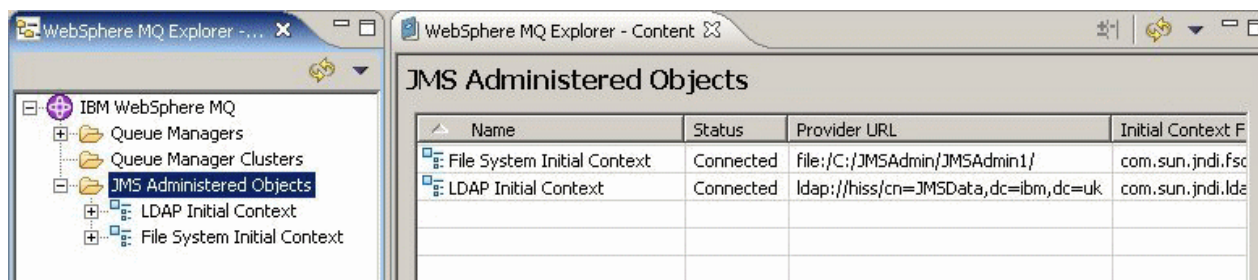 WebSphere MQ Explorer -...
IBM WebSphere MQ
Queue Managers
Queue Manager Clusters
JMS Administered Objects
LDAP Initial Context
File System Initial Context
WebSphere MQ Explorer - Content
JMS Administered Objects
Name Status Provider URL Initial Context F
File System Initial Context Connected file:/C:/JMSAdmin/JMSAdmin1/ com.sun.jndi.fsc
LDAP Initial Context Connected ldap://hiss/cn=JMSData,dc=ibm,dc=uk com.sun.jndi.lda